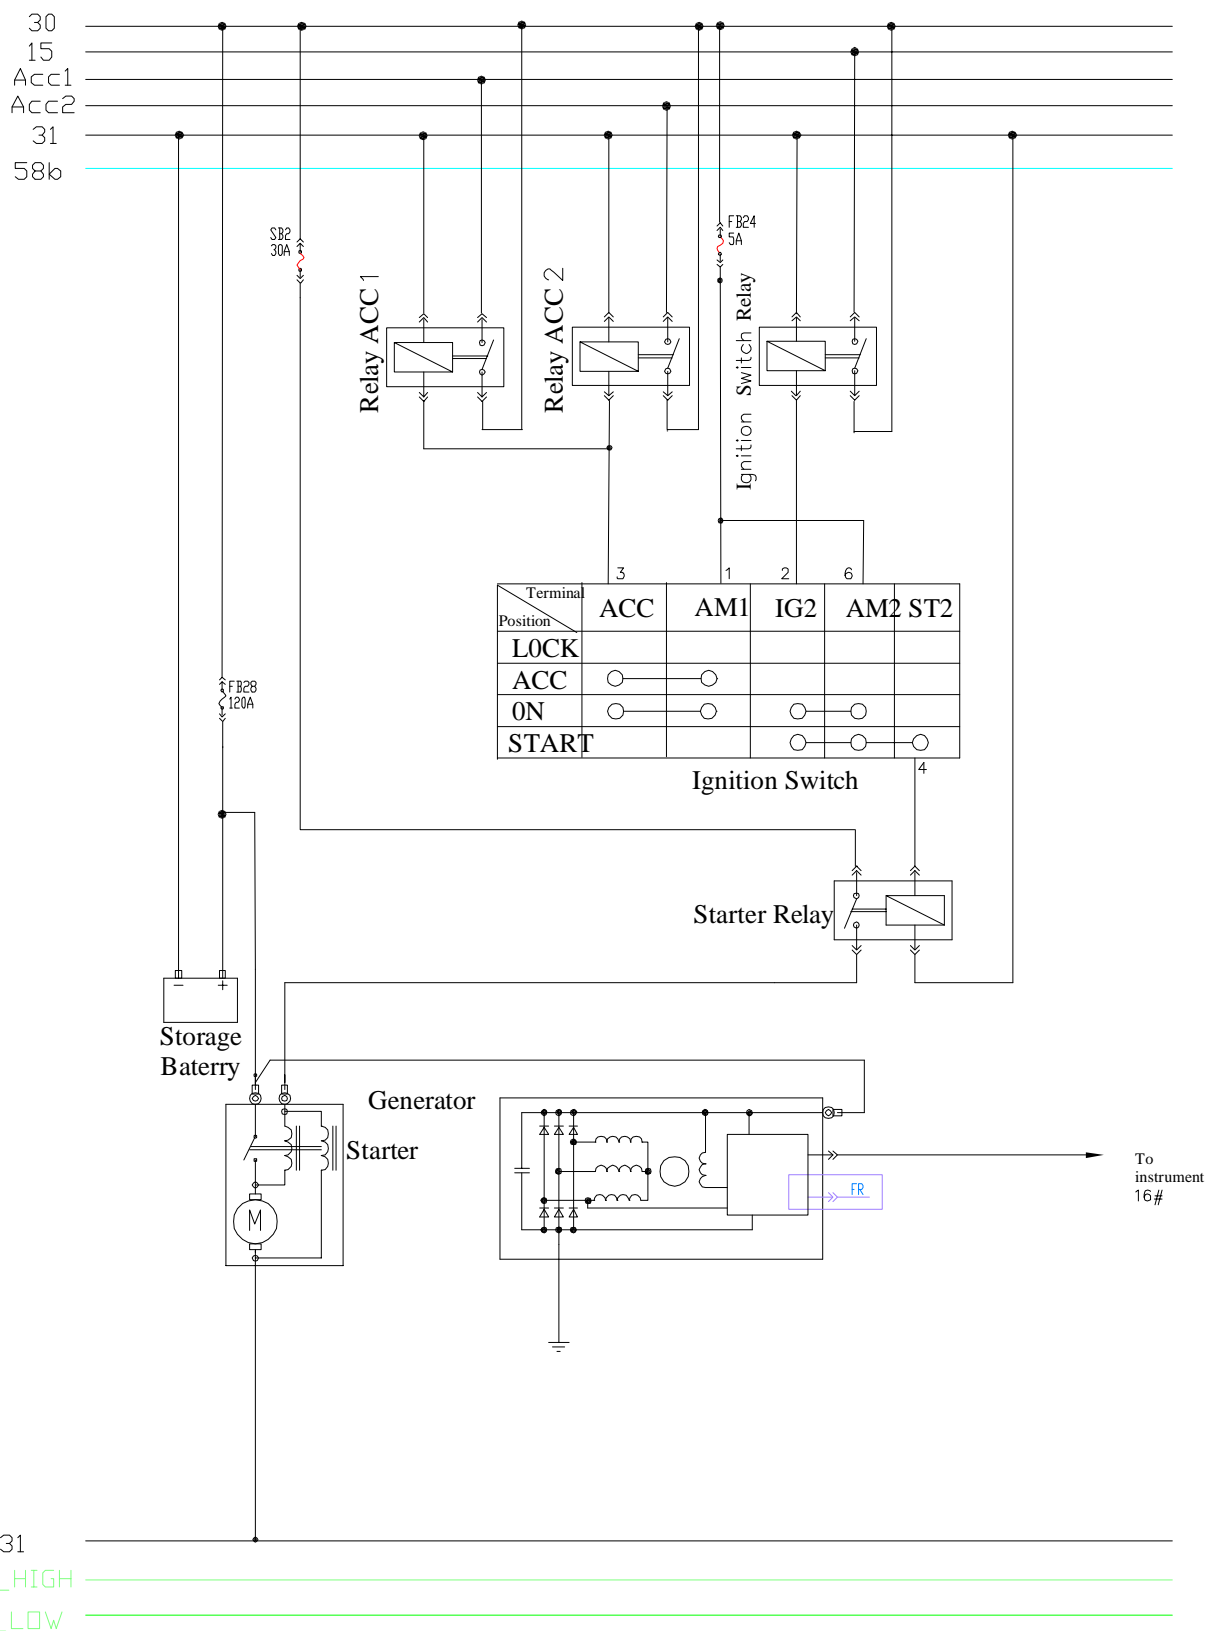 30
15
Acc1
Acc2
31
58b
SB2
30A
FB24
5A
Relay ACC 1
Relay ACC 2
Ignition Switch Relay
3
1
2
6
Terminal
Position
ACC
AM1
IG2
AM2
ST2
L0CK
ACC
0N
START
4
Ignition Switch
FB28
120A
Starter Relay
−
+
Storage
Baterry
Generator
Starter
M
FR
To
instrument
16#
31
_HIGH
_LOW